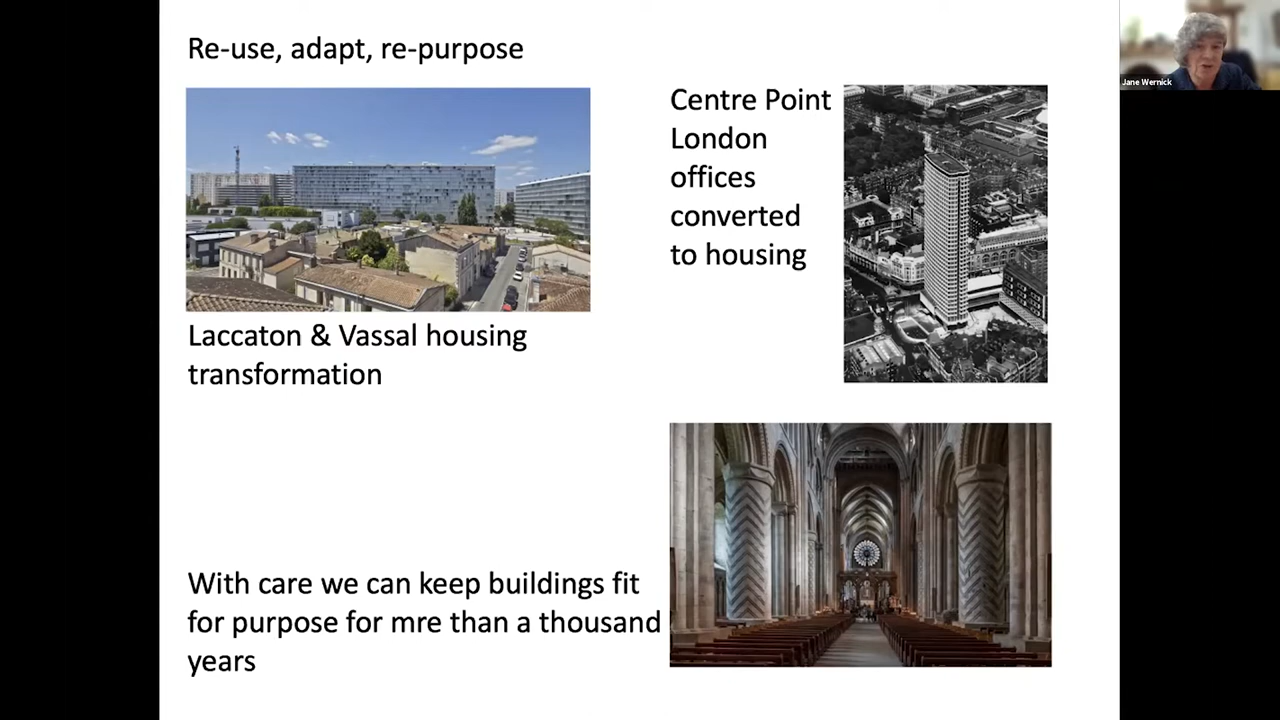 Re-use, adapt, re-purpose
Jane Wernick
Centre Point
London
offices
converted
to housing
Laccaton & Vassal housing
transformation
With care we can keep buildings fit
for purpose for mre than a thousand
years